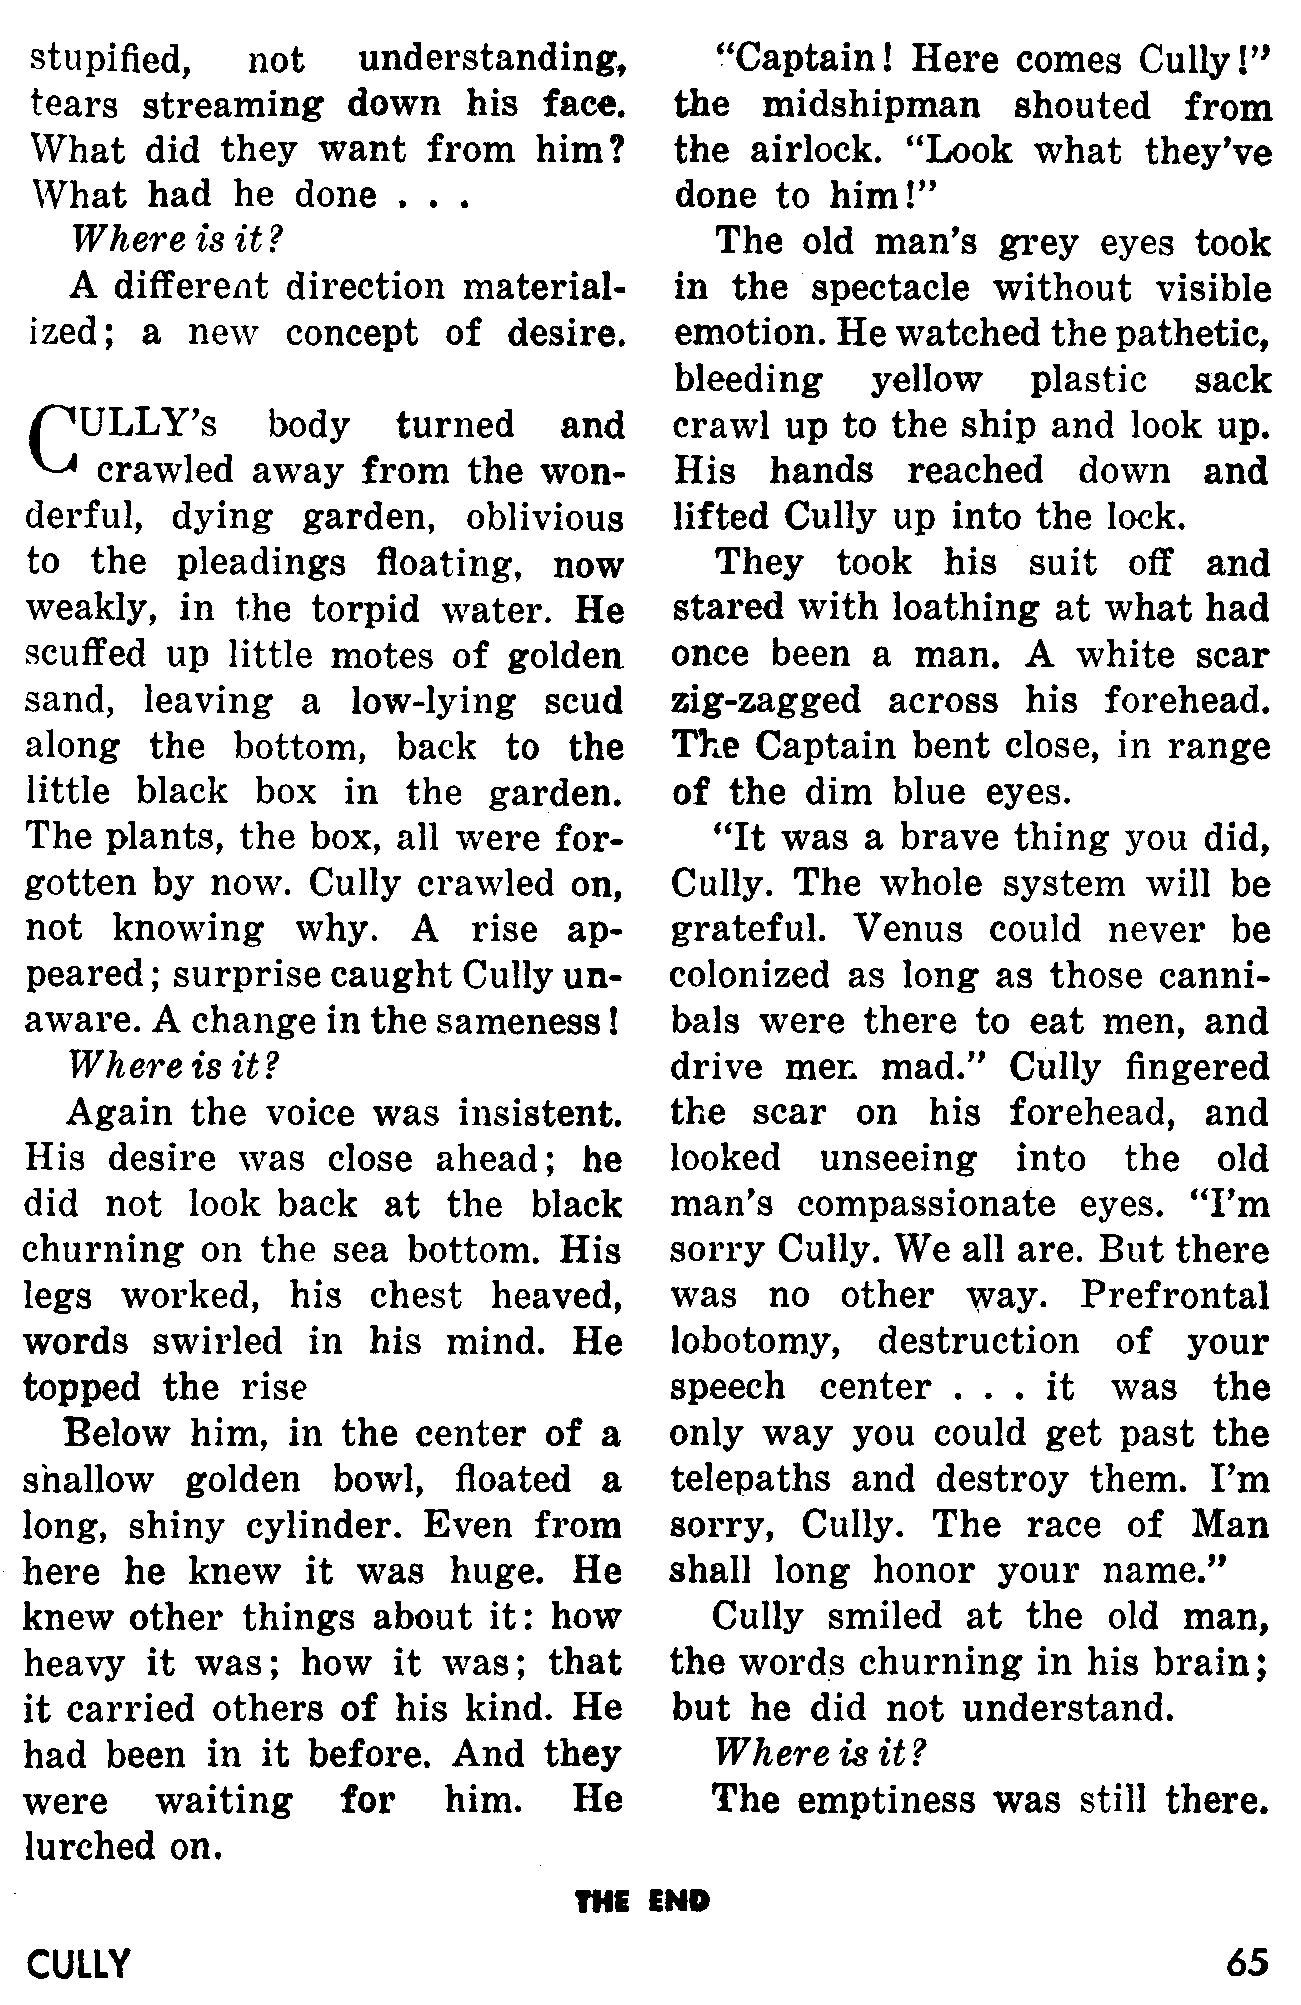 stupified, not understanding,
tears streaming down his face.
What did they want from him?
What had he done . . .
Where is it?
A different direction material-
ized; a new concept of desire.
CULLY's body turned and
crawled away from the won-
derful, dying garden, oblivious
to the pleadings floating, now
weakly, in the torpid water. He
scuffed up little motes of golden
sand, leaving a low-lying scud
along the bottom, back to the
little black box in the garden.
The plants, the box, all were for-
gotten by now. Cully crawled on,
not knowing why. A rise ap-
peared; surprise caught Cully un-
aware. A change in the sameness!
Where is it?
Again the voice was insistent.
His desire was close ahead; he
did not look back at the black
churning on the sea bottom. His
legs worked, his chest heaved,
words swirled in his mind. He
topped the rise
Below him, in the center of a
shallow golden bowl, floated a
long, shiny cylinder. Even from
here he knew it was huge. He
knew other things about it: how
heavy it was; how it was; that
it carried others of his kind. He
had been in it before. And they
were waiting for him. He
lurched on.
"Captain! Here comes Cully!"
the midshipman shouted from
the airlock. "Look what they've
done to him!"
The old man's grey eyes took
in the spectacle without visible
emotion. He watched the pathetic,
bleeding yellow plastic sack
crawl up to the ship and look up.
His hands reached down and
lifted Cully up into the lock.
They took his suit off and
stared with loathing at what had
once been a man. A white scar
zig-zagged across his forehead.
The Captain bent close, in range
of the dim blue eyes.
"It was a brave thing you did,
Cully. The whole system will be
grateful. Venus could never be
colonized as long as those canni-
bals were there to eat men, and
drive men mad." Cully fingered
the scar on his forehead, and
looked unseeing into the old
man's compassionate eyes. "I'm
sorry Cully. We all are. But there
was no other way. Prefrontal
lobotomy, destruction of your
speech center . . . it was the
only way you could get past the
telepaths and destroy them. I'm
sorry, Cully. The race of Man
shall long honor your name."
Cully smiled at the old man,
the words churning in his brain;
but he did not understand.
Where is it?
The emptiness was still there.
THE END
CULLY 65